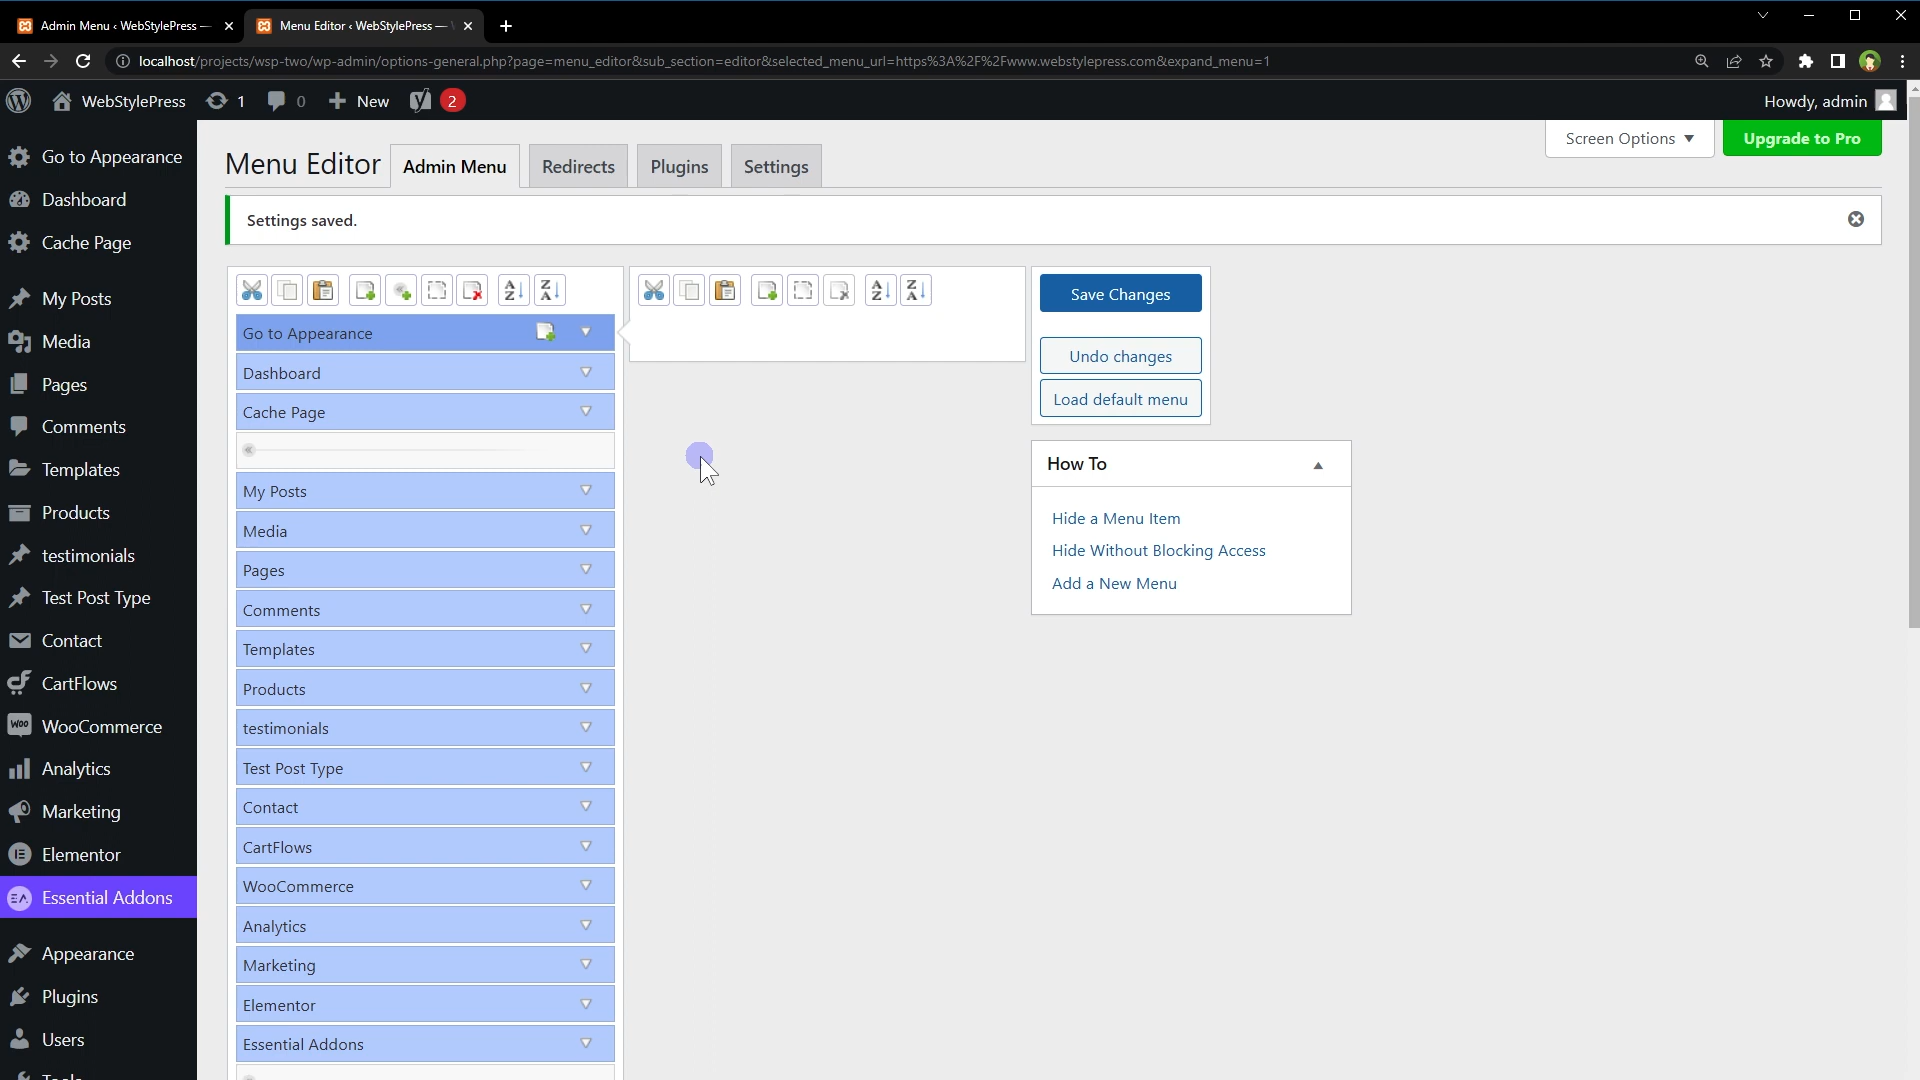 Admin Menu ‹ WebStylePress —
Menu Editor ‹ WebStylePress —
localhost/projects/wsp-two/wp-admin/options-general.php?page=menu_editor&sub_section=editor&selected_menu_url=https%3A%2F%2Fwww.webstylepress.com&expand_menu=1
WebStylePress 1 0 New 2 Howdy, admin
Screen Options Upgrade to Pro
Menu Editor Admin Menu Redirects Plugins Settings
Settings saved.
Go to Appearance
Dashboard
Cache Page
My Posts
Media
Pages
Comments
Templates
Products
testimonials
Test Post Type
Contact
CartFlows
WooCommerce
Analytics
Marketing
Elementor
Essential Addons
Appearance
Plugins
Users
Tools
Go to Appearance
Dashboard
Cache Page
My Posts
Media
Pages
Comments
Templates
Products
testimonials
Test Post Type
Contact
CartFlows
WooCommerce
Analytics
Marketing
Elementor
Essential Addons
Save Changes
Undo changes
Load default menu
How To
Hide a Menu Item
Hide Without Blocking Access
Add a New Menu